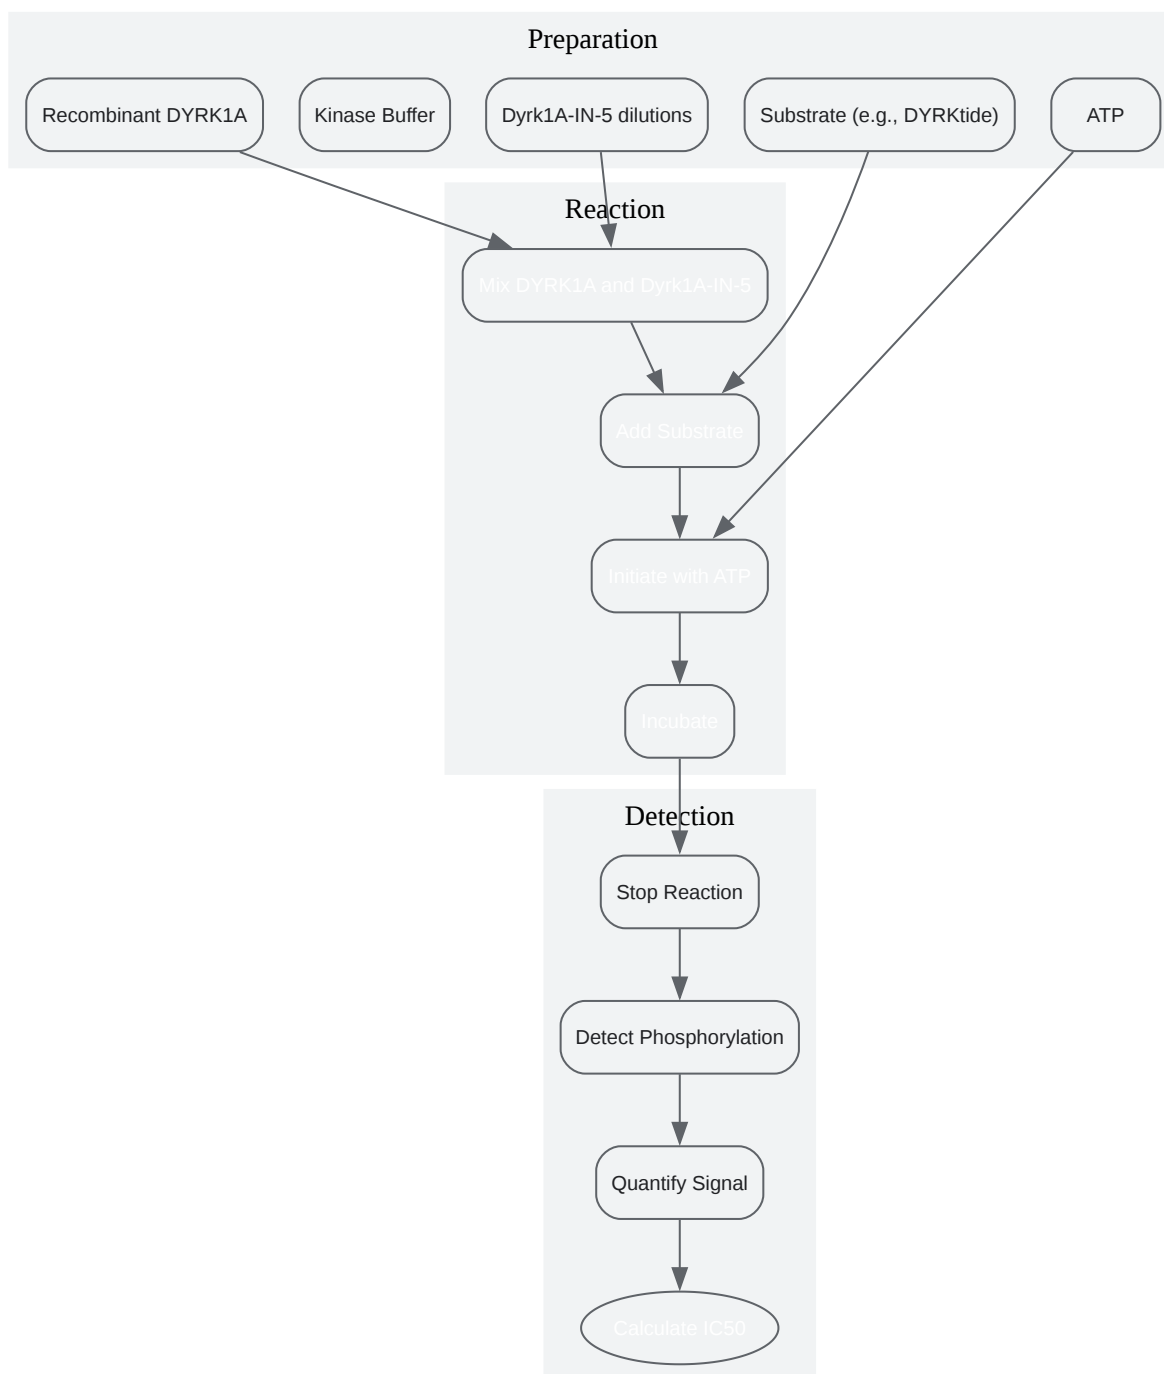 Preparation
Recombinant DYRK1A
Kinase Buffer
Dyrk1A-IN-5 dilutions
Substrate (e.g., DYRKtide)
ATP
Reaction
Mix DYRK1A and Dyrk1A-IN-5
Add Substrate
Initiate with ATP
Incubate
Detection
Stop Reaction
Detect Phosphorylation
Quantify Signal
Calculate IC50